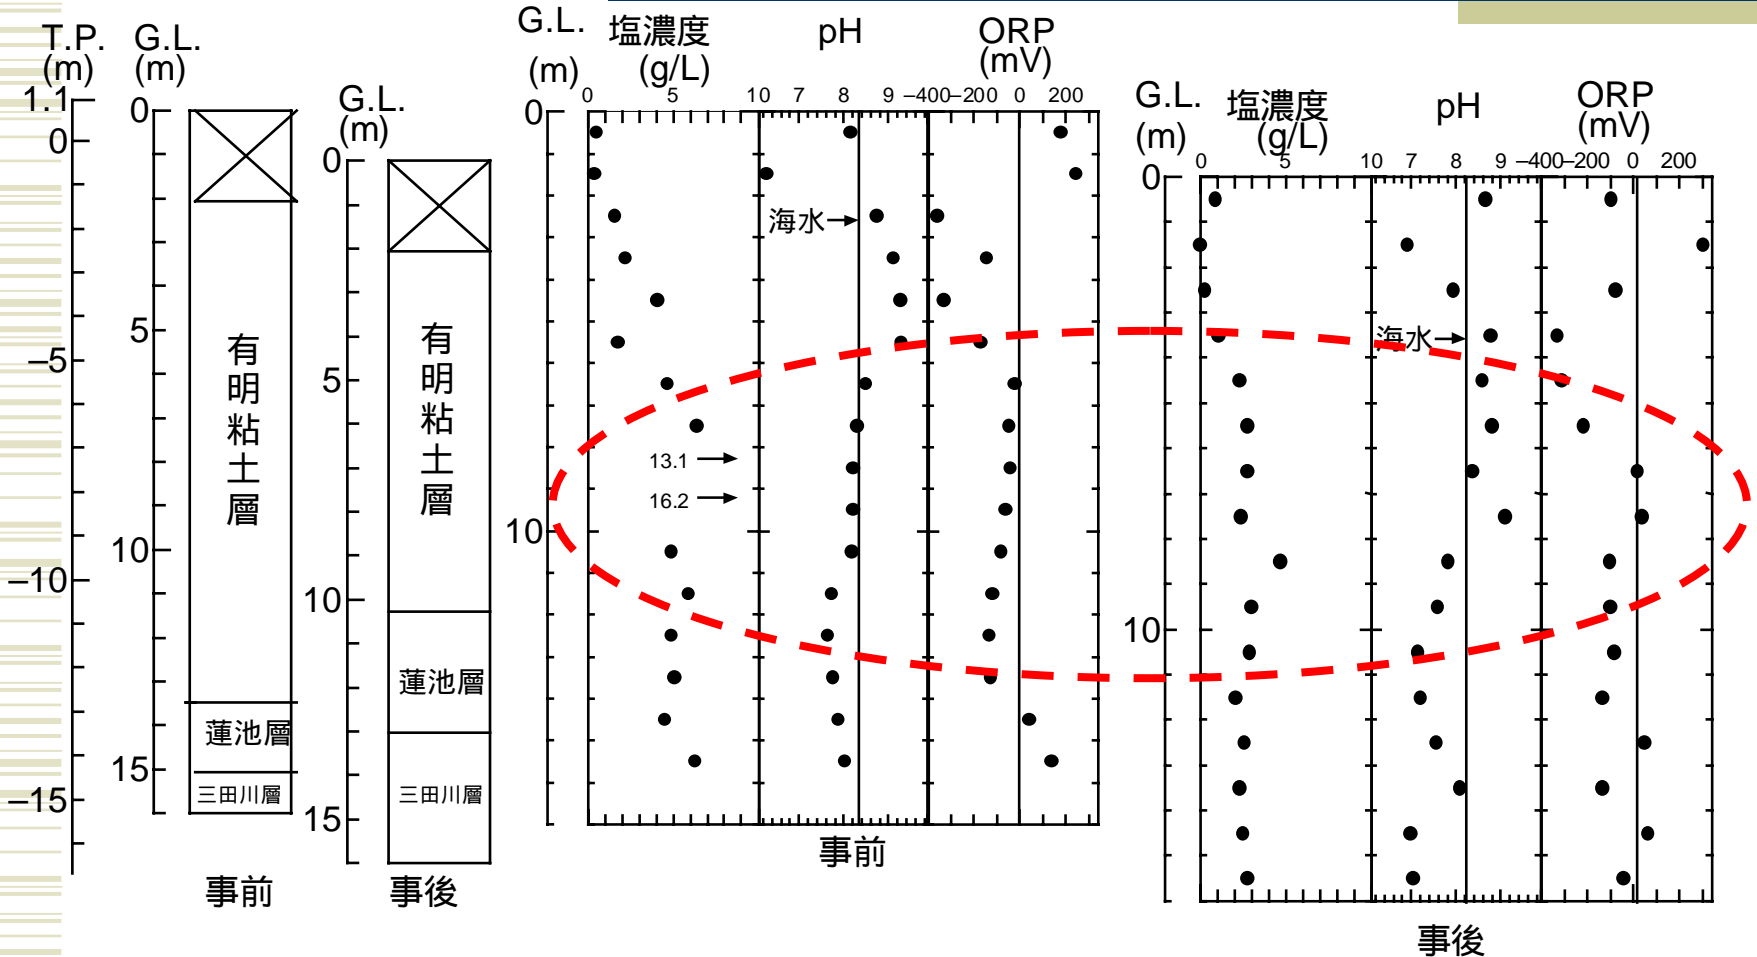 T.P. G.L.
(m) (m)
1.1
0
–5
–10
–15
0
5
10
15
有明粘土層
蓮池層
三田川層
事前
G.L.
(m)
0
5
10
15
有明粘土層
蓮池層
三田川層
事後
G.L. 塩濃度 pH ORP
(m) (g/L) (mV)
0 5 10 7 8 9 –400 –200 0 200
0
10
海水
13.1
16.2
事前
G.L. 塩濃度 pH ORP
(m) (g/L) (mV)
0 5 10 7 8 9 –400 –200 0 200
0
10
海水
事後